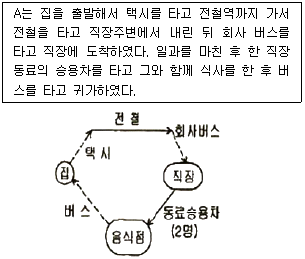 A는 집을 출발해서 택시를 타고 전철역까지 가서
전철을 타고 직장주변에서 내린 뒤 회사 버스를
타고 직장에 도착하였다. 일과를 마친 후 한 직장
동료의 승용차를 타고 그와 함께 식사를 한 후 버
스를 타고 귀가하였다.
전 철
회사버스
택 시
집
직장
버 스
동료승용차
(2명)
음식점